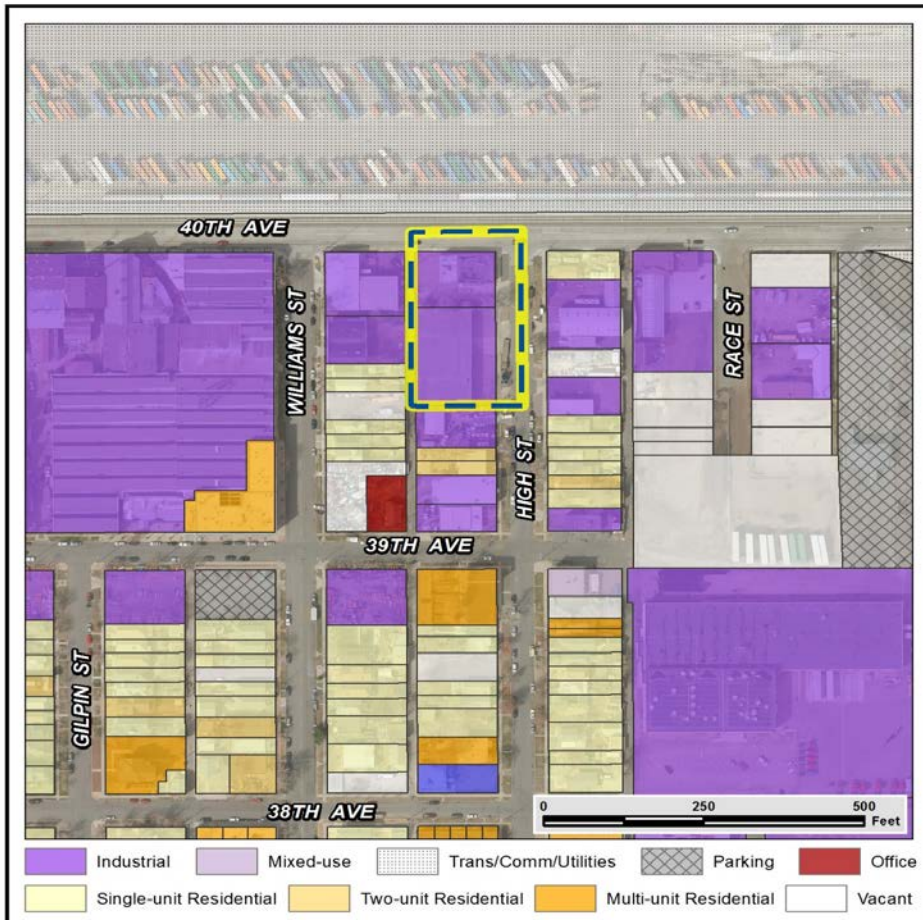 40TH AVE
WILLIAMS ST
HIGH ST
RACE ST
39TH AVE
GILPIN ST
38TH AVE
0 250 500
Feet
Industrial Mixed-use Trans/Comm/Utilities Parking Office
Single-unit Residential Two-unit Residential Multi-unit Residential Vacant